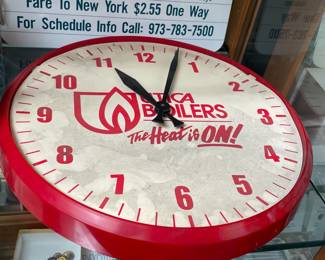 Fare To New York $2.55 One Way
For Schedule Info Call: 973-783-7500
12
1
2
3
4
5
6
7
8
9
10
11
UTICA
BOILERS
The Heat is ON!